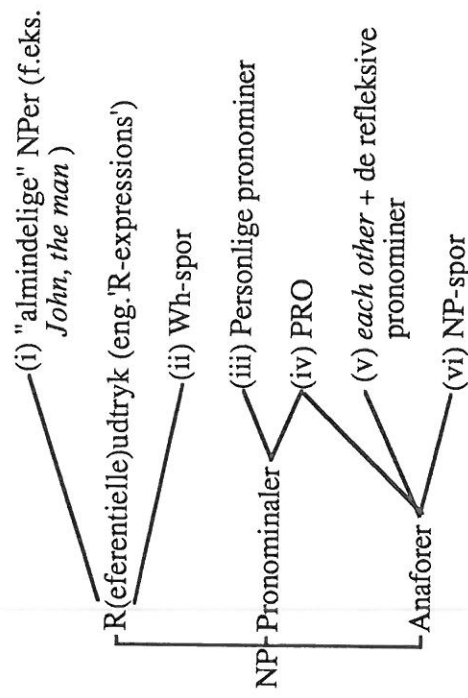 (i) "almindelige" NPer (f.eks.
John, the man )
R(eferentielle)udtryk (eng.'R-expressions')
(ii) Wh-spor
(iii) Personlige pronominer
NP Pronominaler
(iv) PRO
(v) each other + de refleksive
pronominer
Anaforer
(vi) NP-spor